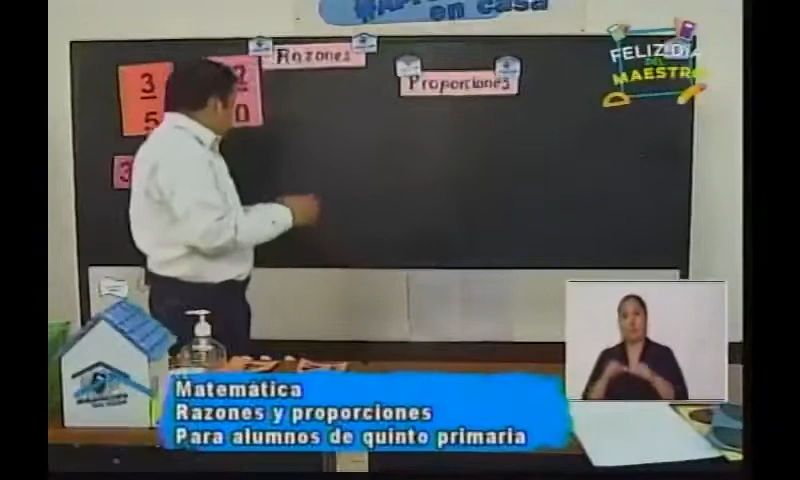 en casa
FELIZ DÍA
DEL
MAESTRO
Razones
Proporciones
3
5
0
3
Matemática
Razones y proporciones
Para alumnos de quinto primaria